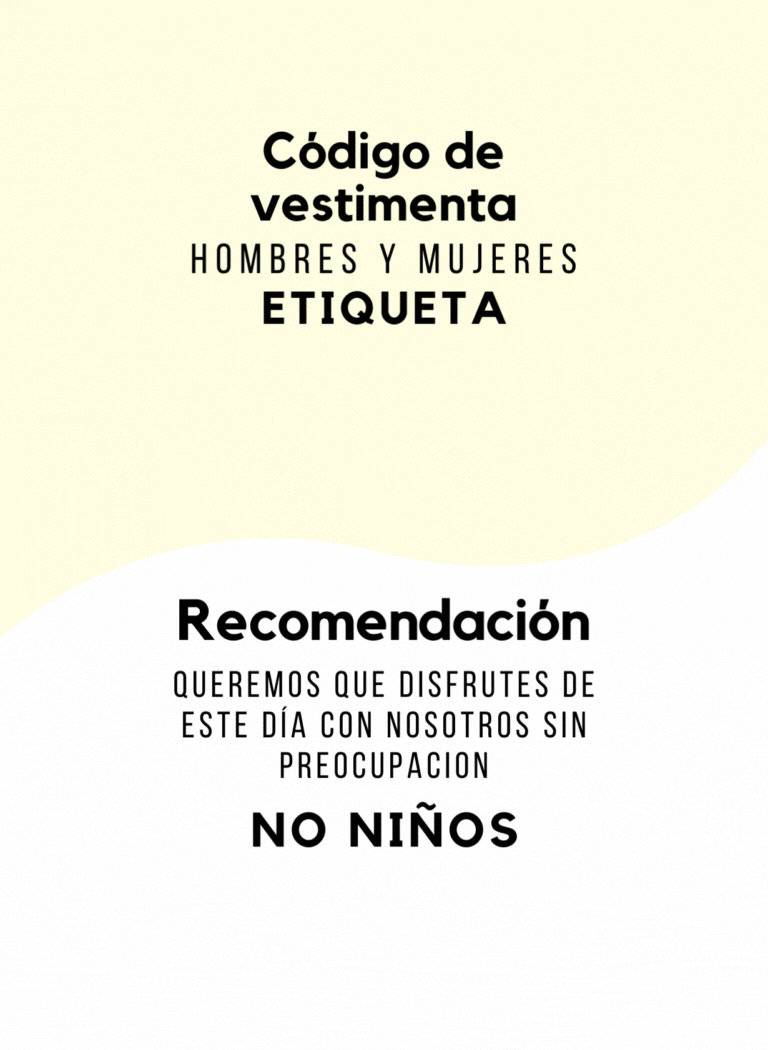 Código de
vestimenta
HOMBRES Y MUJERES
ETIQUETA
Recomendación
QUEREMOS QUE DISFRUTES DE
ESTE DÍA CON NOSOTROS SIN
PREOCUPACION
NO NIÑOS